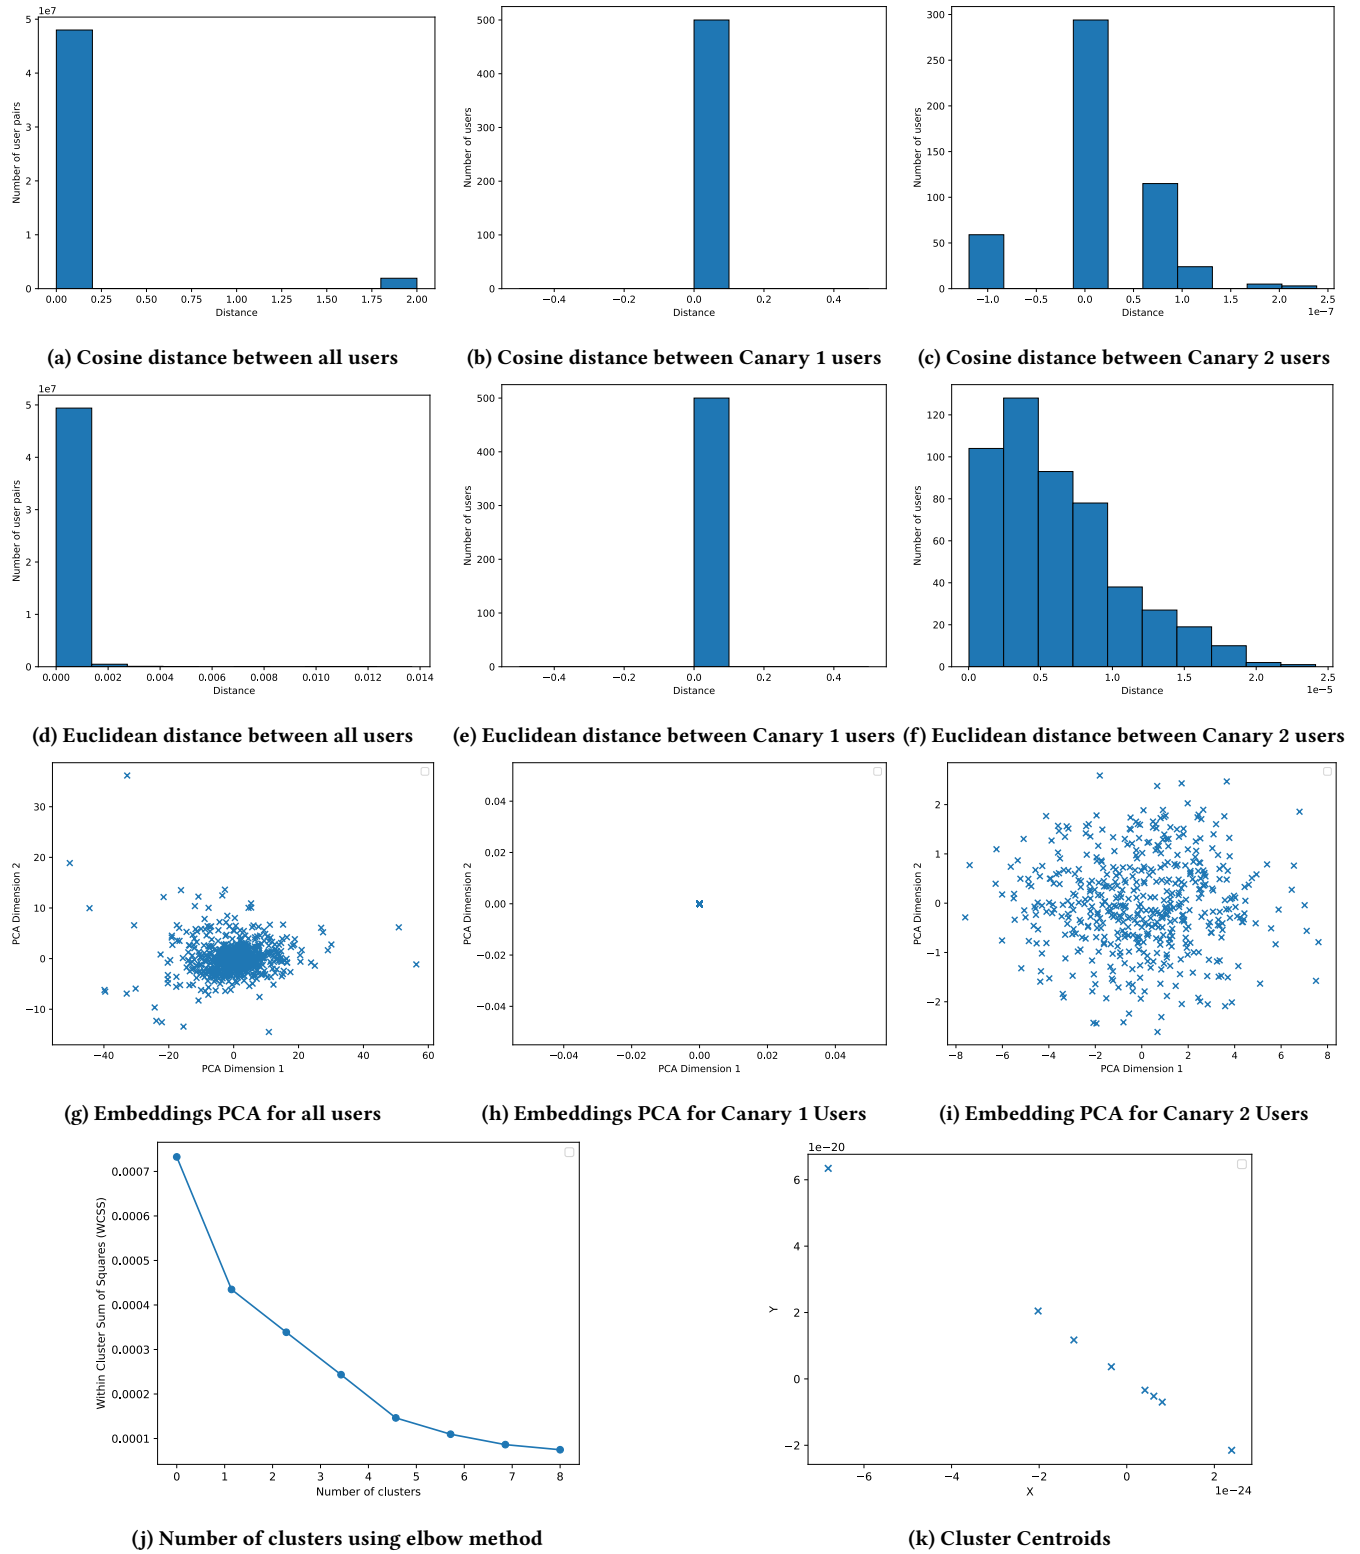 1e7
5
4
3
2
1
0
Number of user pairs
0.00 0.25 0.50 0.75 1.00 1.25 1.50 1.75 2.00
Distance
500
400
300
200
100
0
Number of users
−0.4 −0.2 0.0 0.2 0.4
Distance
300
250
200
150
100
50
0
Number of users
−1.0 −0.5 0.0 0.5 1.0 1.5 2.0 2.5
1e−7
Distance
(a) Cosine distance between all users
(b) Cosine distance between Canary 1 users
(c) Cosine distance between Canary 2 users
1e7
5
4
3
2
1
0
Number of user pairs
0.000 0.002 0.004 0.006 0.008 0.010 0.012 0.014
Distance
500
400
300
200
100
0
Number of users
−0.4 −0.2 0.0 0.2 0.4
Distance
120
100
80
60
40
20
0
Number of users
0.0 0.5 1.0 1.5 2.0 2.5
1e−5
Distance
(d) Euclidean distance between all users
(e) Euclidean distance between Canary 1 users
(f) Euclidean distance between Canary 2 users
30
20
10
0
−10
PCA Dimension 2
−40 −20 0 20 40 60
PCA Dimension 1
0.04
0.02
0.00
−0.02
−0.04
PCA Dimension 2
−0.04 −0.02 0.00 0.02 0.04
PCA Dimension 1
2
1
0
−1
−2
PCA Dimension 2
−8 −6 −4 −2 0 2 4 6 8
PCA Dimension 1
(g) Embeddings PCA for all users
(h) Embeddings PCA for Canary 1 Users
(i) Embedding PCA for Canary 2 Users
0.0007
0.0006
0.0005
0.0004
0.0003
0.0002
0.0001
Within Cluster Sum of Squares (WCSS)
0 1 2 3 4 5 6 7 8
Number of clusters
1e−20
6
4
2
0
−2
Y
−6 −4 −2 0 2
1e−24
X
(j) Number of clusters using elbow method
(k) Cluster Centroids